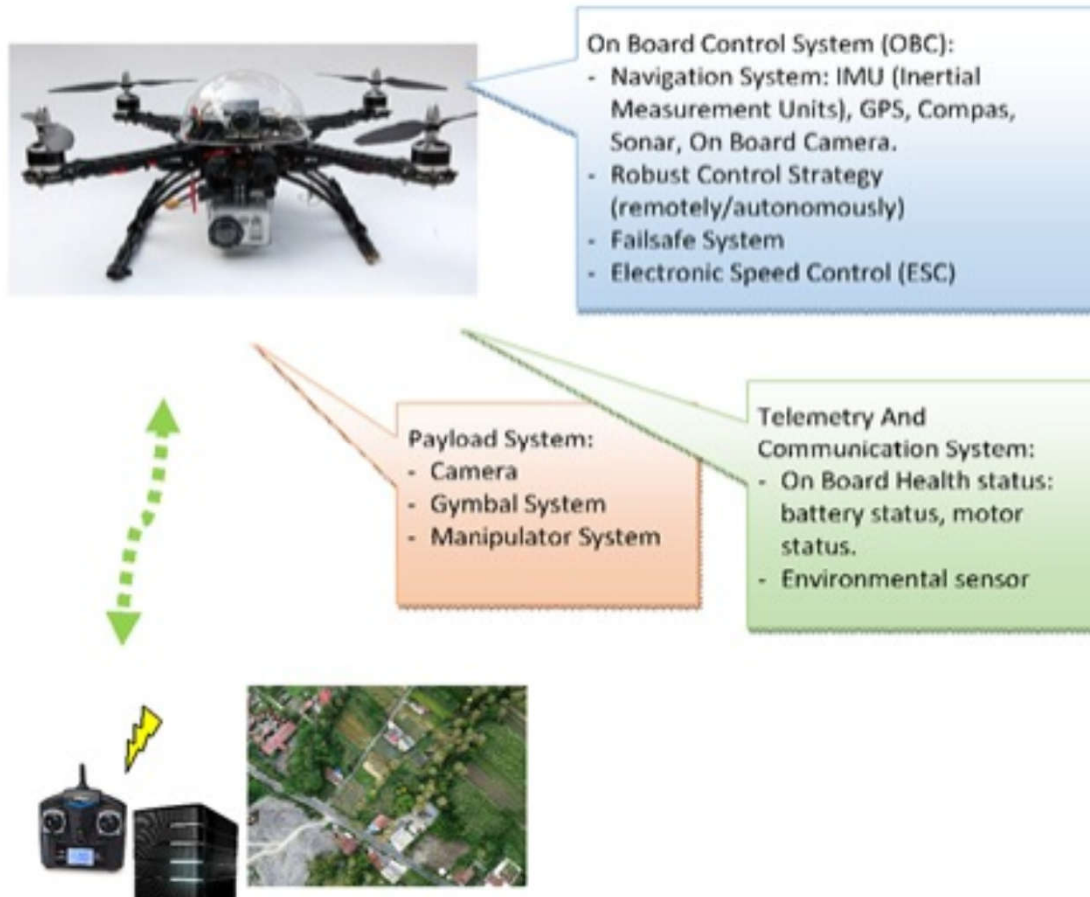 On Board Control System (OBC):
- Navigation System: IMU (Inertial
Measurement Units), GPS, Compas,
Sonar, On Board Camera.
- Robust Control Strategy
(remotely/autonomously)
- Failsafe System
- Electronic Speed Control (ESC)
Payload System:
- Camera
- Gymbal System
- Manipulator System
Telemetry And
Communication System:
- On Board Health status:
battery status, motor
status.
- Environmental sensor